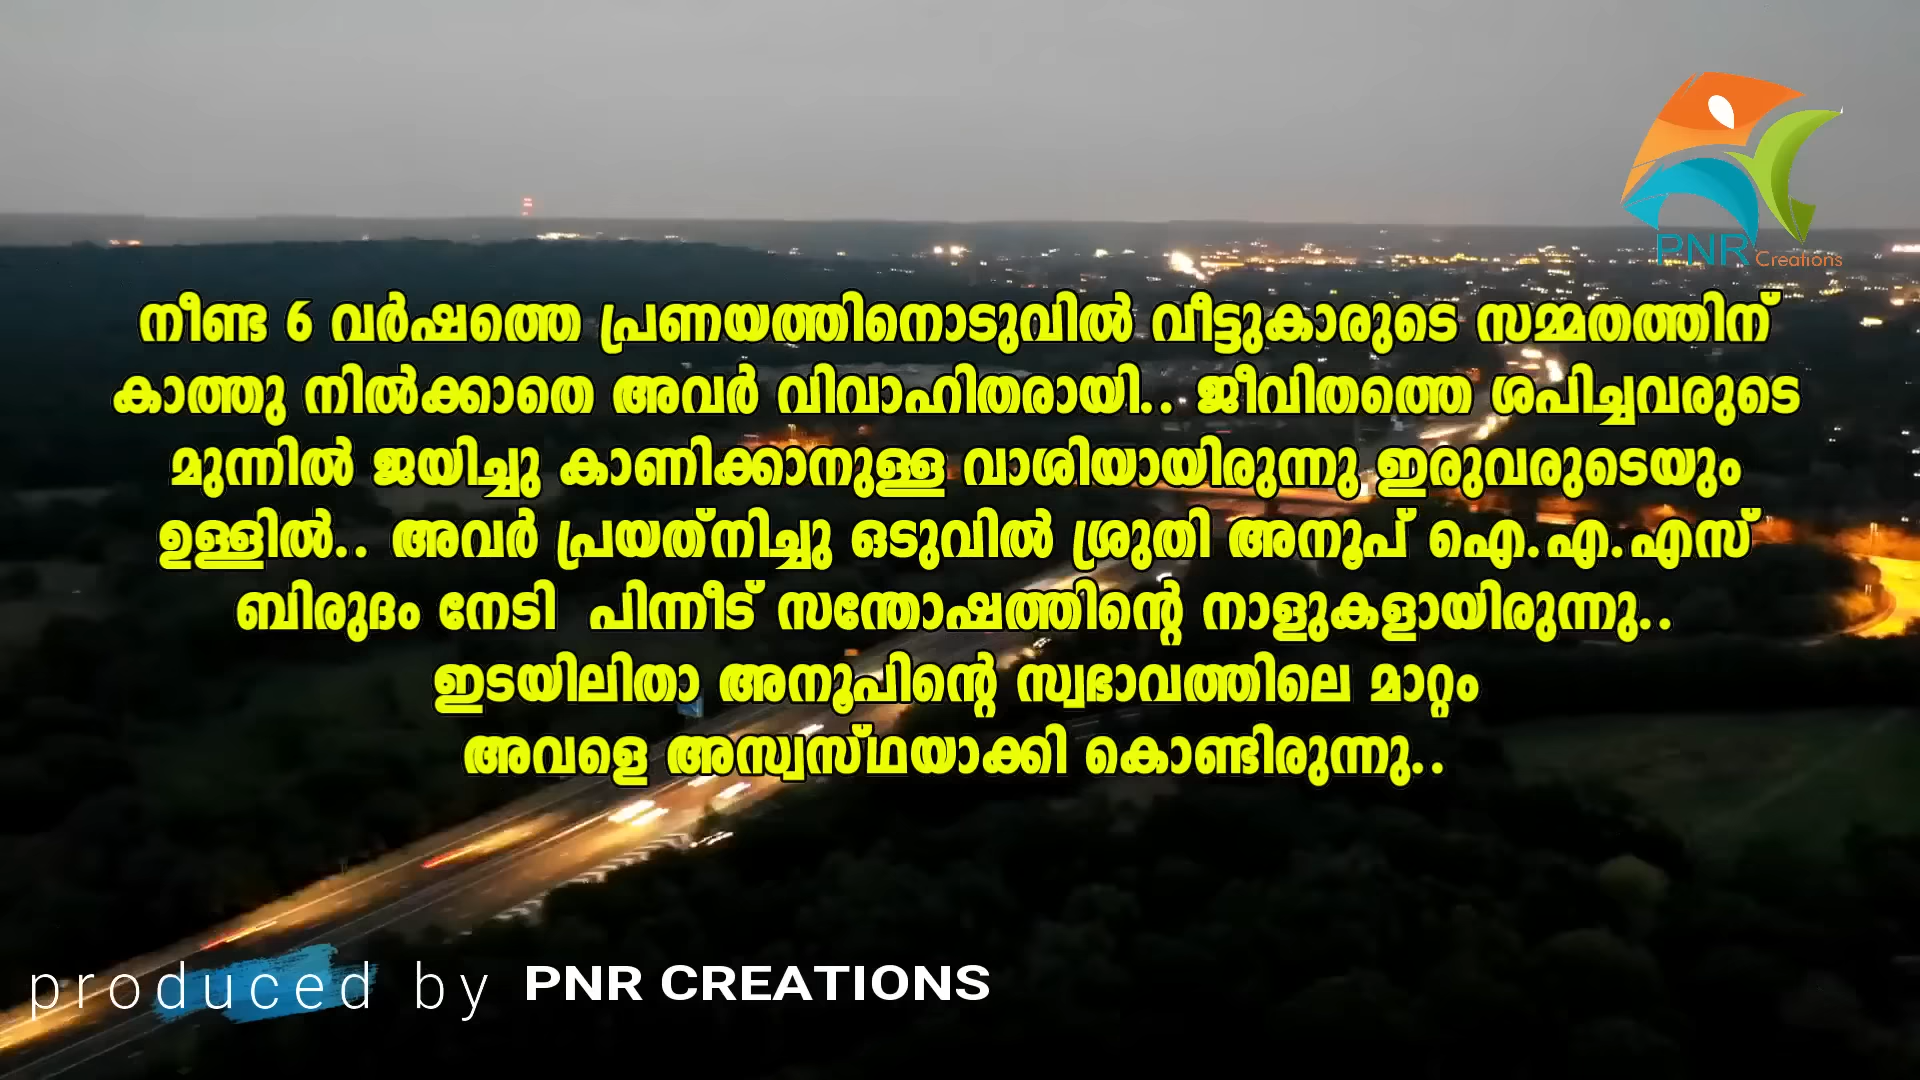 PNR Creations
നീണ്ട 6 വർഷത്തെ പ്രണയത്തിനൊടുവിൽ വീട്ടുകാരുടെ സമ്മതത്തിന്
കാത്തു നിൽക്കാതെ അവർ വിവാഹിതരായി.. ജീവിതത്തെ ശപിച്ചവരുടെ
മുന്നിൽ ജയിച്ചു കാണിക്കാനുള്ള വാശിയായിരുന്നു ഇരുവരുടെയും
ഉള്ളിൽ.. അവർ പ്രയത്നിച്ചു ഒടുവിൽ ശ്രുതി അനൂപ് ഐ.എ.എസ്
ബിരുദം നേടി പിന്നീട് സന്തോഷത്തിന്റെ നാളുകളായിരുന്നു..
ഇടയിലിതാ അനൂപിന്റെ സ്വഭാവത്തിലെ മാറ്റം
അവളെ അസ്വസ്ഥയാക്കി കൊണ്ടിരുന്നു..
produced by PNR CREATIONS